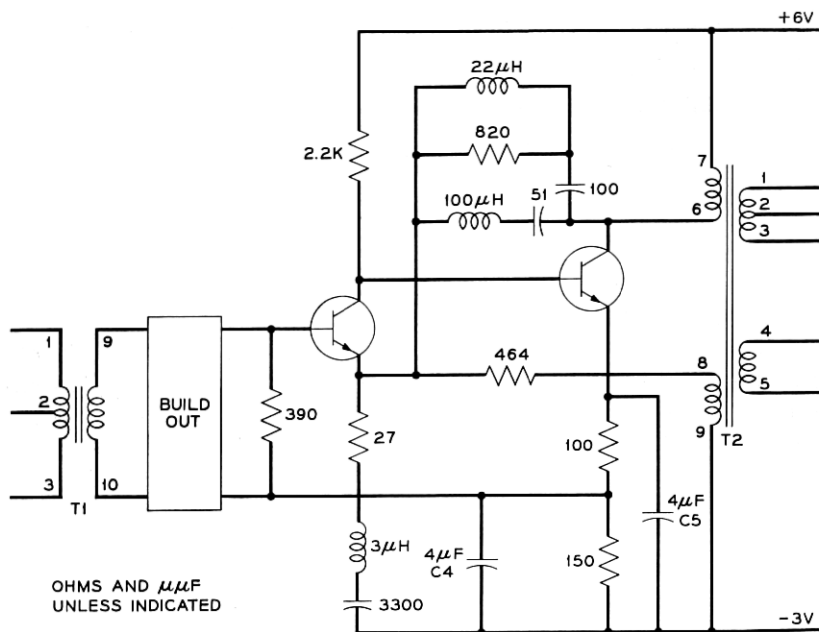 +6V
22μH
820
2.2K
100
7
1
51
100μH
2
6
3
1
9
4
464
8
2
BUILD
OUT
390
27
5
100
9
T2
3
10
T1
4μF
C5
3μH
4μF
C4
150
OHMS AND μμF
UNLESS INDICATED
3300
-3V